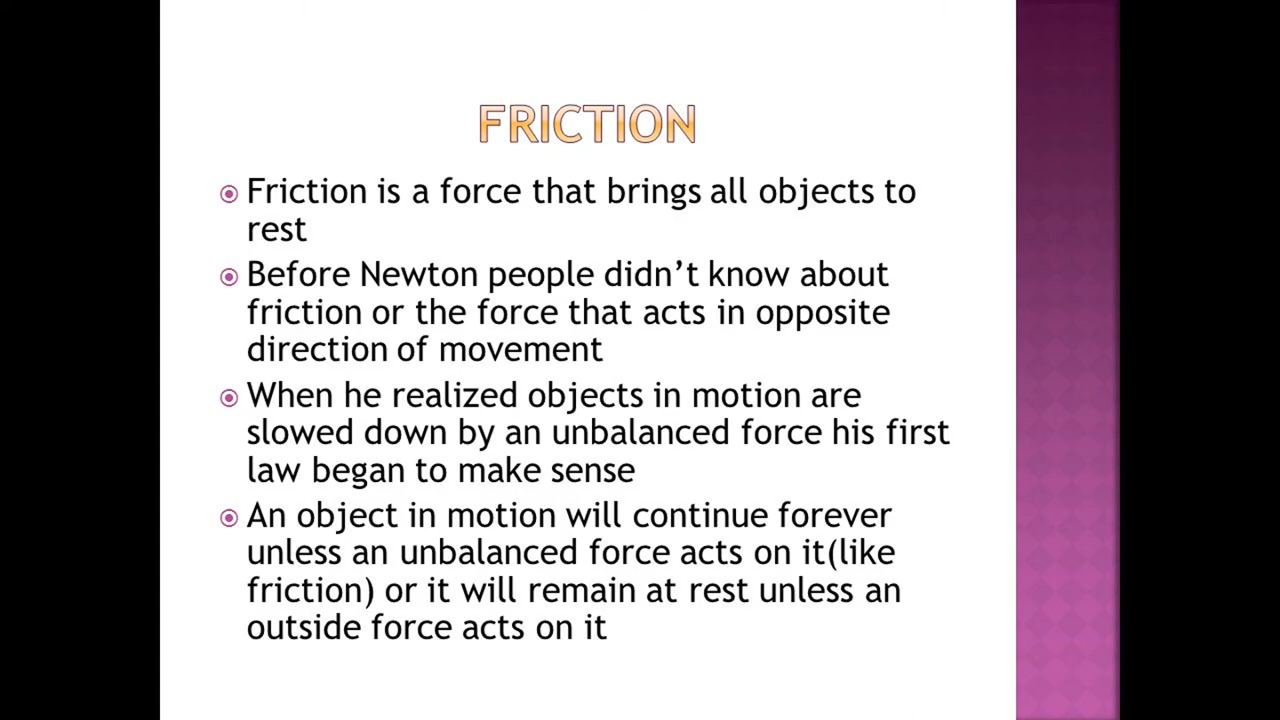 FRICTION
Friction is a force that brings all objects to
rest
Before Newton people didn’t know about
friction or the force that acts in opposite
direction of movement
When he realized objects in motion are
slowed down by an unbalanced force his first
law began to make sense
An object in motion will continue forever
unless an unbalanced force acts on it(like
friction) or it will remain at rest unless an
outside force acts on it